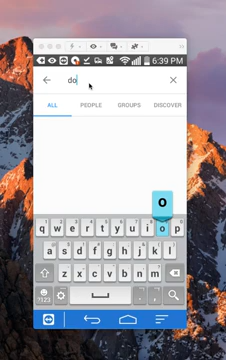 6:39 PM
do
ALL PEOPLE GROUPS DISCOVER
o
q w e r t y u i o p
a s d f g h j k l
z x c v b n m
?123